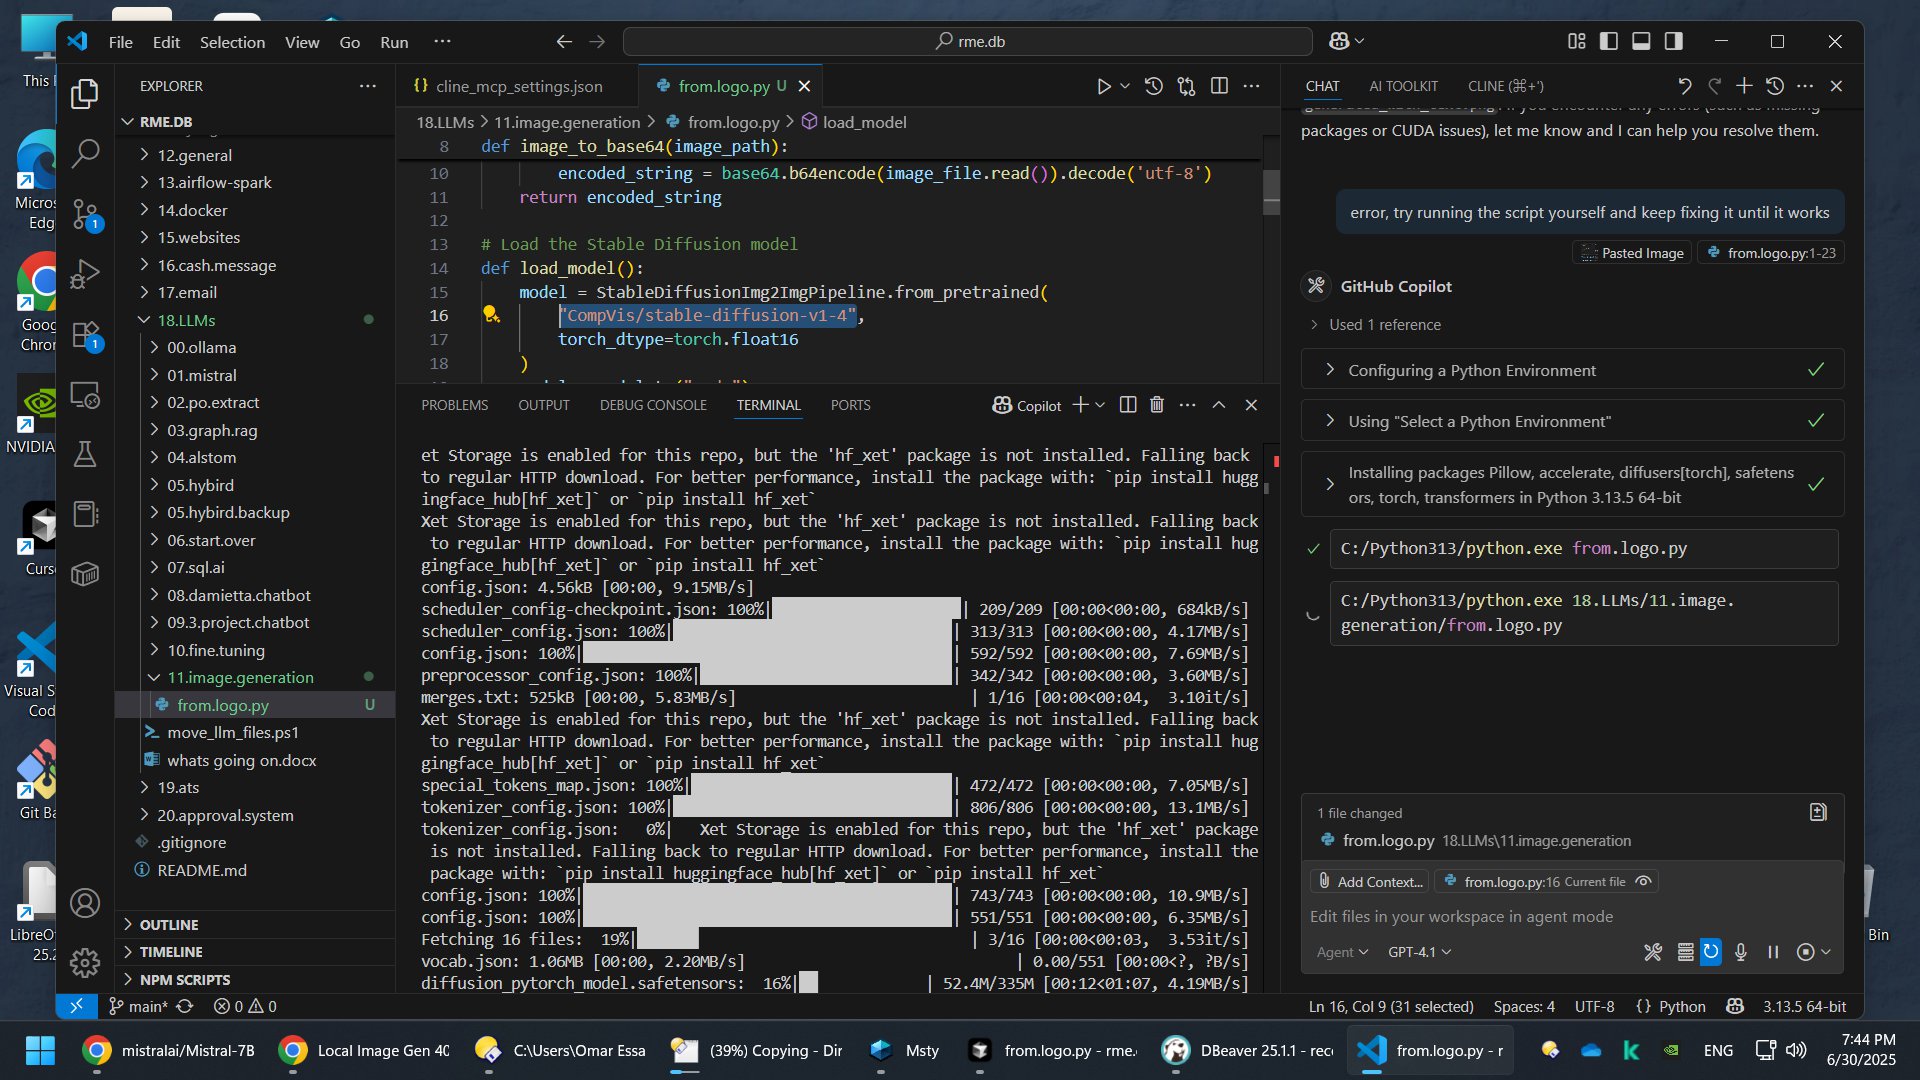 This
Micros
Edg
Goog
Chron
NVIDIA
Curs
Visual S
Cod
Git Ba
LibreO
25.2
Bin
File Edit Selection View Go Run ···
rme.db
EXPLORER
RME.DB
12.general
13.airflow-spark
14.docker
15.websites
16.cash.message
17.email
18.LLMs
00.ollama
01.mistral
02.po.extract
03.graph.rag
04.alstom
05.hybird
05.hybird.backup
06.start.over
07.sql.ai
08.damietta.chatbot
09.3.project.chatbot
10.fine.tuning
11.image.generation
from.logo.py U
move_llm_files.ps1
whats going on.docx
19.ats
20.approval.system
.gitignore
README.md
OUTLINE
TIMELINE
NPM SCRIPTS
1
1
{} cline_mcp_settings.json from.logo.py U
18.LLMs > 11.image.generation > from.logo.py > load_model
8 def image_to_base64(image_path):
10 encoded_string = base64.b64encode(image_file.read()).decode('utf-8')
11 return encoded_string
12
13 # Load the Stable Diffusion model
14 def load_model():
15 model = StableDiffusionImg2ImgPipeline.from_pretrained(
16 "CompVis/stable-diffusion-v1-4",
17 torch_dtype=torch.float16
18 )
PROBLEMS OUTPUT DEBUG CONSOLE TERMINAL PORTS Copilot
et Storage is enabled for this repo, but the 'hf_xet' package is not installed. Falling back
to regular HTTP download. For better performance, install the package with: `pip install hugg
ingface_hub[hf_xet]` or `pip install hf_xet`
Xet Storage is enabled for this repo, but the 'hf_xet' package is not installed. Falling back
to regular HTTP download. For better performance, install the package with: `pip install hug
gingface_hub[hf_xet]` or `pip install hf_xet`
config.json: 4.56kB [00:00, 9.15MB/s]
scheduler_config-checkpoint.json: 100%| | 209/209 [00:00<00:00, 684kB/s]
scheduler_config.json: 100%| | 313/313 [00:00<00:00, 4.17MB/s]
config.json: 100%| | 592/592 [00:00<00:00, 7.69MB/s]
preprocessor_config.json: 100%| | 342/342 [00:00<00:00, 3.60MB/s]
merges.txt: 525kB [00:00, 5.83MB/s] | 1/16 [00:00<00:04, 3.10it/s]
Xet Storage is enabled for this repo, but the 'hf_xet' package is not installed. Falling back
to regular HTTP download. For better performance, install the package with: `pip install hug
gingface_hub[hf_xet]` or `pip install hf_xet`
special_tokens_map.json: 100%| | 472/472 [00:00<00:00, 7.05MB/s]
tokenizer_config.json: 100%| | 806/806 [00:00<00:00, 13.1MB/s]
tokenizer_config.json: 0%| Xet Storage is enabled for this repo, but the 'hf_xet' package
is not installed. Falling back to regular HTTP download. For better performance, install the
package with: `pip install huggingface_hub[hf_xet]` or `pip install hf_xet`
config.json: 100%| | 743/743 [00:00<00:00, 10.9MB/s]
config.json: 100%| | 551/551 [00:00<00:00, 6.35MB/s]
Fetching 16 files: 19%| | 3/16 [00:00<00:03, 3.53it/s]
vocab.json: 1.06MB [00:00, 2.20MB/s] | 0.00/551 [00:00<?, ?B/s]
diffusion_pytorch_model.safetensors: 16%| | 52.4M/335M [00:12<01:07, 4.19MB/s]
CHAT AI TOOLKIT CLINE (⌘+')
packages or CUDA issues), let me know and I can help you resolve them.
error, try running the script yourself and keep fixing it until it works
Pasted Image from.logo.py:1-23
GitHub Copilot
Used 1 reference
Configuring a Python Environment
Using "Select a Python Environment"
Installing packages Pillow, accelerate, diffusers[torch], safetens
ors, torch, transformers in Python 3.13.5 64-bit
C:/Python313/python.exe from.logo.py
C:/Python313/python.exe 18.LLMs/11.image.
generation/from.logo.py
1 file changed
from.logo.py 18.LLMs\11.image.generation
Add Context... from.logo.py:16 Current file
Edit files in your workspace in agent mode
Agent GPT-4.1
main* 0 0
Ln 16, Col 9 (31 selected) Spaces: 4 UTF-8 {} Python 3.13.5 64-bit
mistralai/Mistral-7B
Local Image Gen 40
C:\Users\Omar Essa
(39%) Copying - Dir
Msty
from.logo.py - rme.
DBeaver 25.1.1 - rec
from.logo.py - r
ENG
7:44 PM
6/30/2025